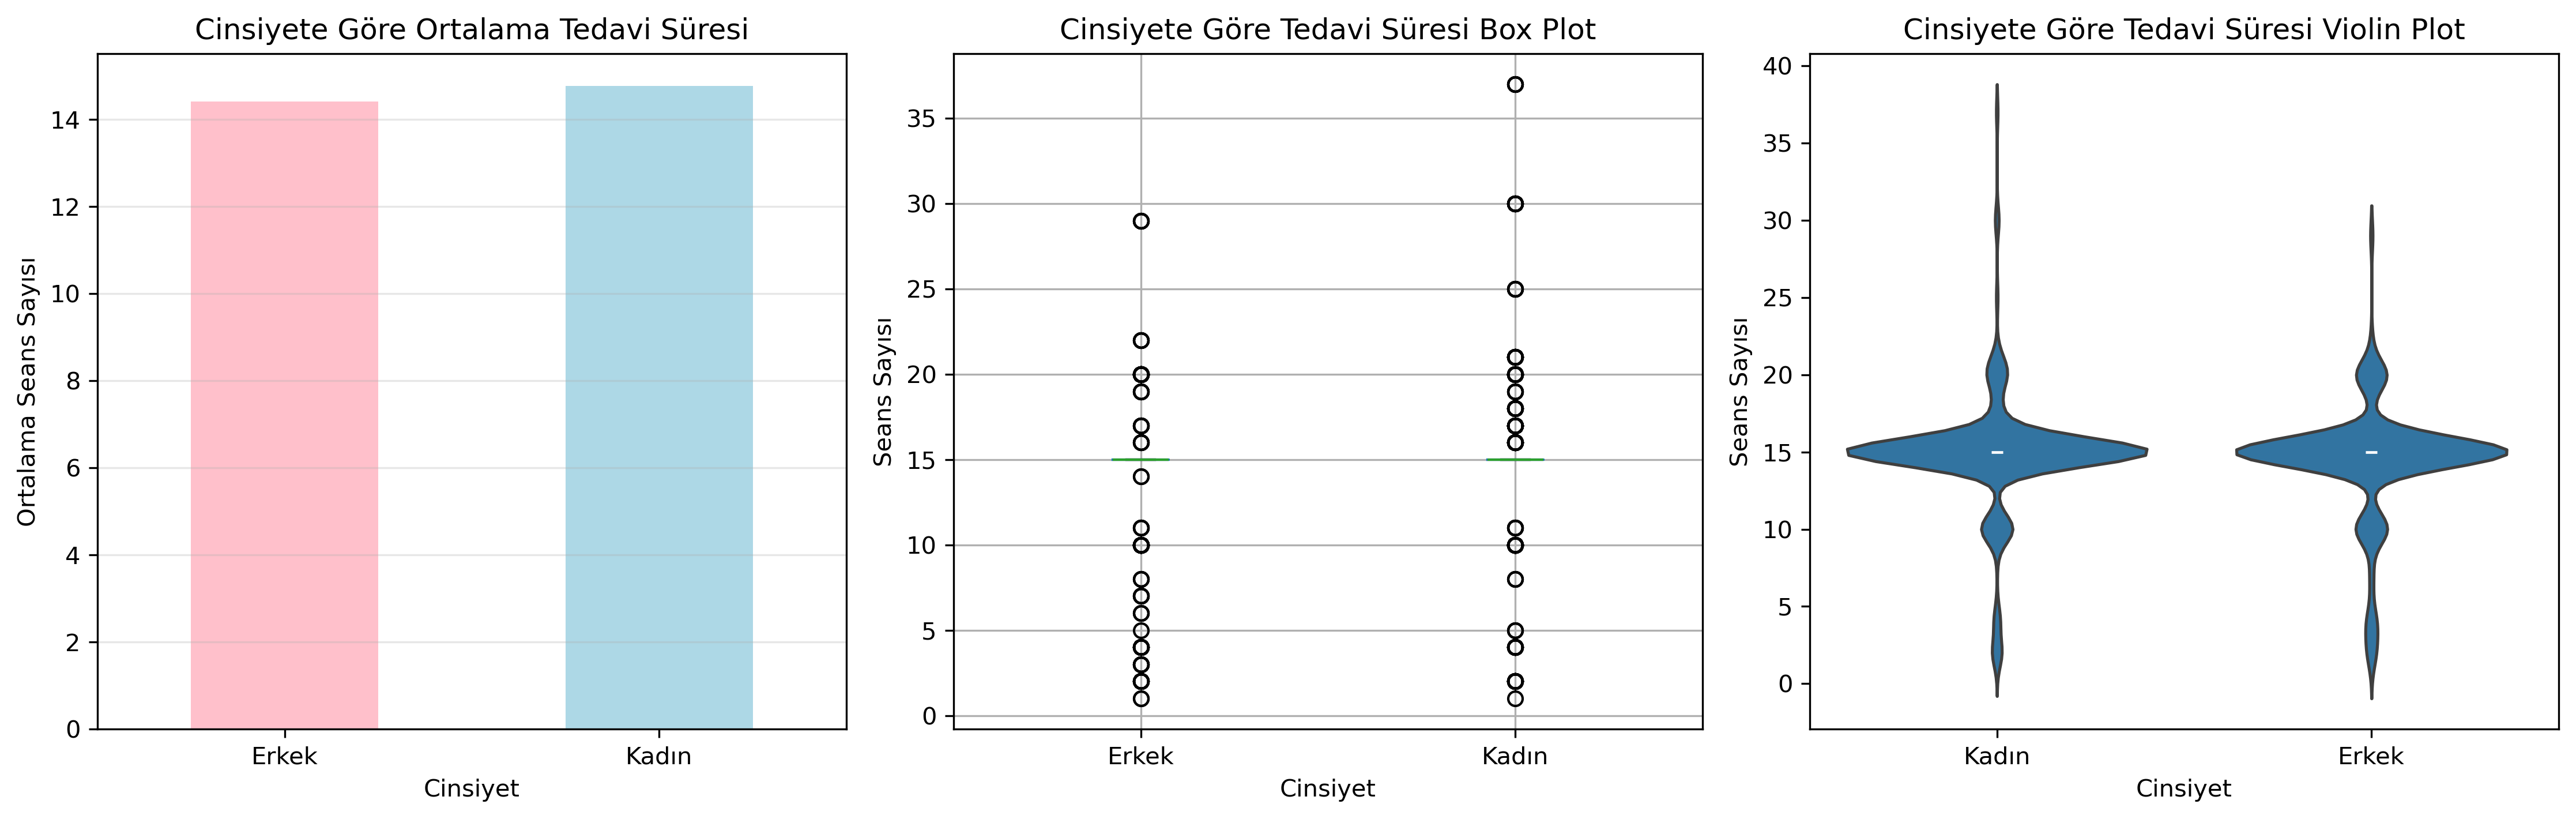 Cinsiyete Göre Ortalama Tedavi Süresi
Ortalama Seans Sayısı
14
12
10
8
6
4
2
0
Erkek Kadın
Cinsiyet
Cinsiyete Göre Tedavi Süresi Box Plot
Seans Sayısı
35
30
25
20
15
10
5
0
Erkek Kadın
Cinsiyet
Cinsiyete Göre Tedavi Süresi Violin Plot
Seans Sayısı
40
35
30
25
20
15
10
5
0
Kadın Erkek
Cinsiyet